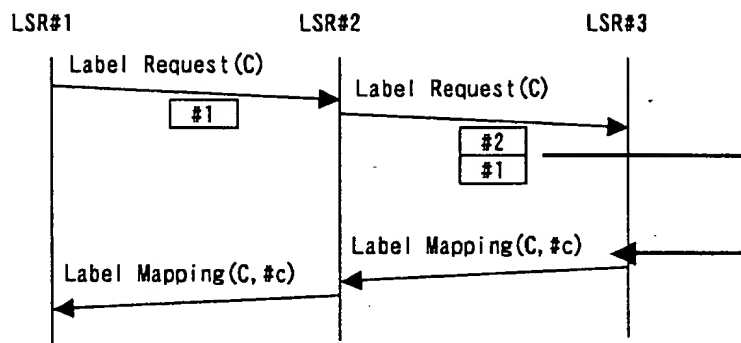 LSR#1 LSR#2 LSR#3
Label Request(C)
Label Request(C)
#1
#2
#1
Label Mapping(C,#c)
Label Mapping(C,#c)